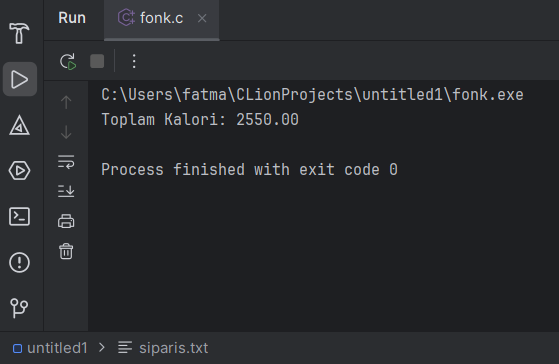 Run
fonk.c
C:\Users\fatma\CLionProjects\untitled1\fonk.exe
Toplam Kalori: 2550.00
Process finished with exit code 0
untitled1 > siparis.txt